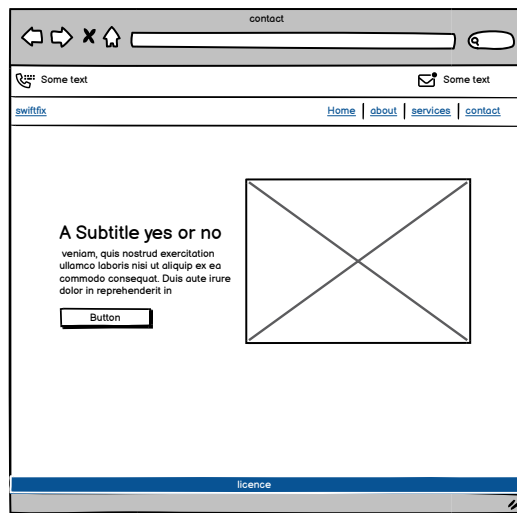 contact
Some text
Some text
swiftfix
Home about services contact
A Subtitle yes or no
veniam, quis nostrud exercitation
ullamco laboris nisi ut aliquip ex ea
commodo consequat. Duis aute irure
dolor in reprehenderit in
Button
licence